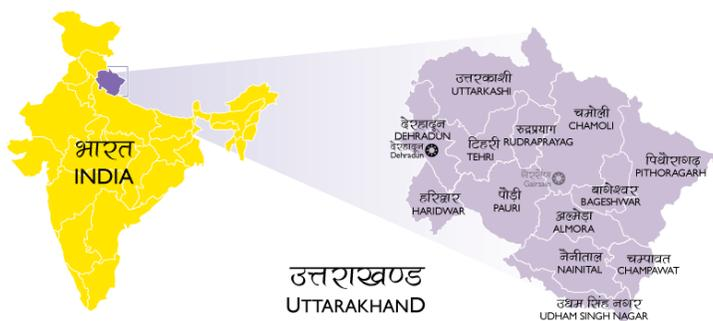 भारत
INDIA
उत्तरकाशी
UTTARKASHI
चमोली
CHAMOLI
देहरादून
DEHRADUN
देहरादून
Dehradun
टिहरी
TEHRI
रुद्रप्रयाग
RUDRAPRAYAG
पिथौरागढ़
PITHORAGARH
हरिद्वार
HARIDWAR
पौड़ी
PAURI
गैरसैंण
Gairsain
बागेश्वर
BAGESHWAR
अल्मोड़ा
ALMORA
नैनीताल
NAINITAL
चम्पावत
CHAMPAWAT
उधम सिंह नगर
UDHAM SINGH NAGAR
उत्तराखण्ड
UTTARAKHAND